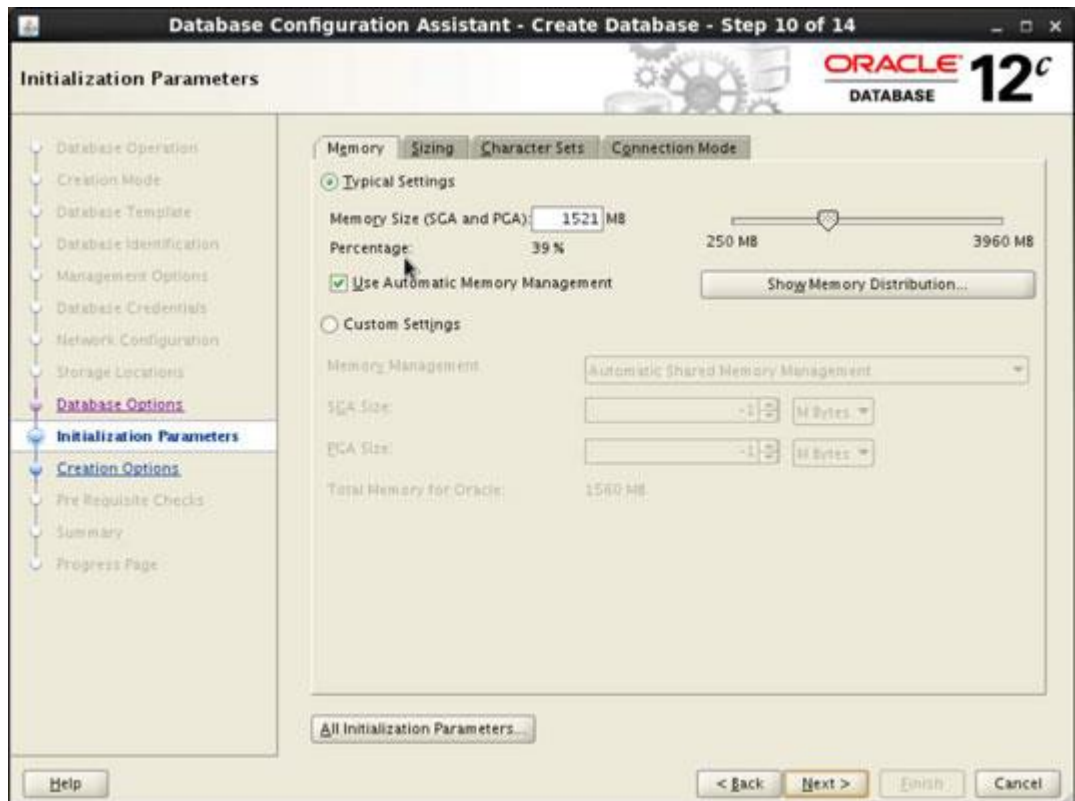 Database Configuration Assistant - Create Database - Step 10 of 14
Initialization Parameters
ORACLE
DATABASE
12c
Database Operation
Creation Mode
Database Template
Database Identification
Management Options
Database Credentials
Network Configuration
Storage Locations
Database Options
Initialization Parameters
Creation Options
Pre Requisite Checks
Summary
Progress Page
Memory Sizing Character Sets Connection Mode
Typical Settings
Memory Size (SGA and PGA): 1521 MB
250 MB 3960 MB
Percentage: 39 %
Use Automatic Memory Management Show Memory Distribution...
Custom Settings
Memory Management Automatic Shared Memory Management
SGA Size: -1 M Bytes
PGA Size: -1 M Bytes
Total Memory for Oracle: 1560 MB
All Initialization Parameters...
Help < Back Next > Finish Cancel